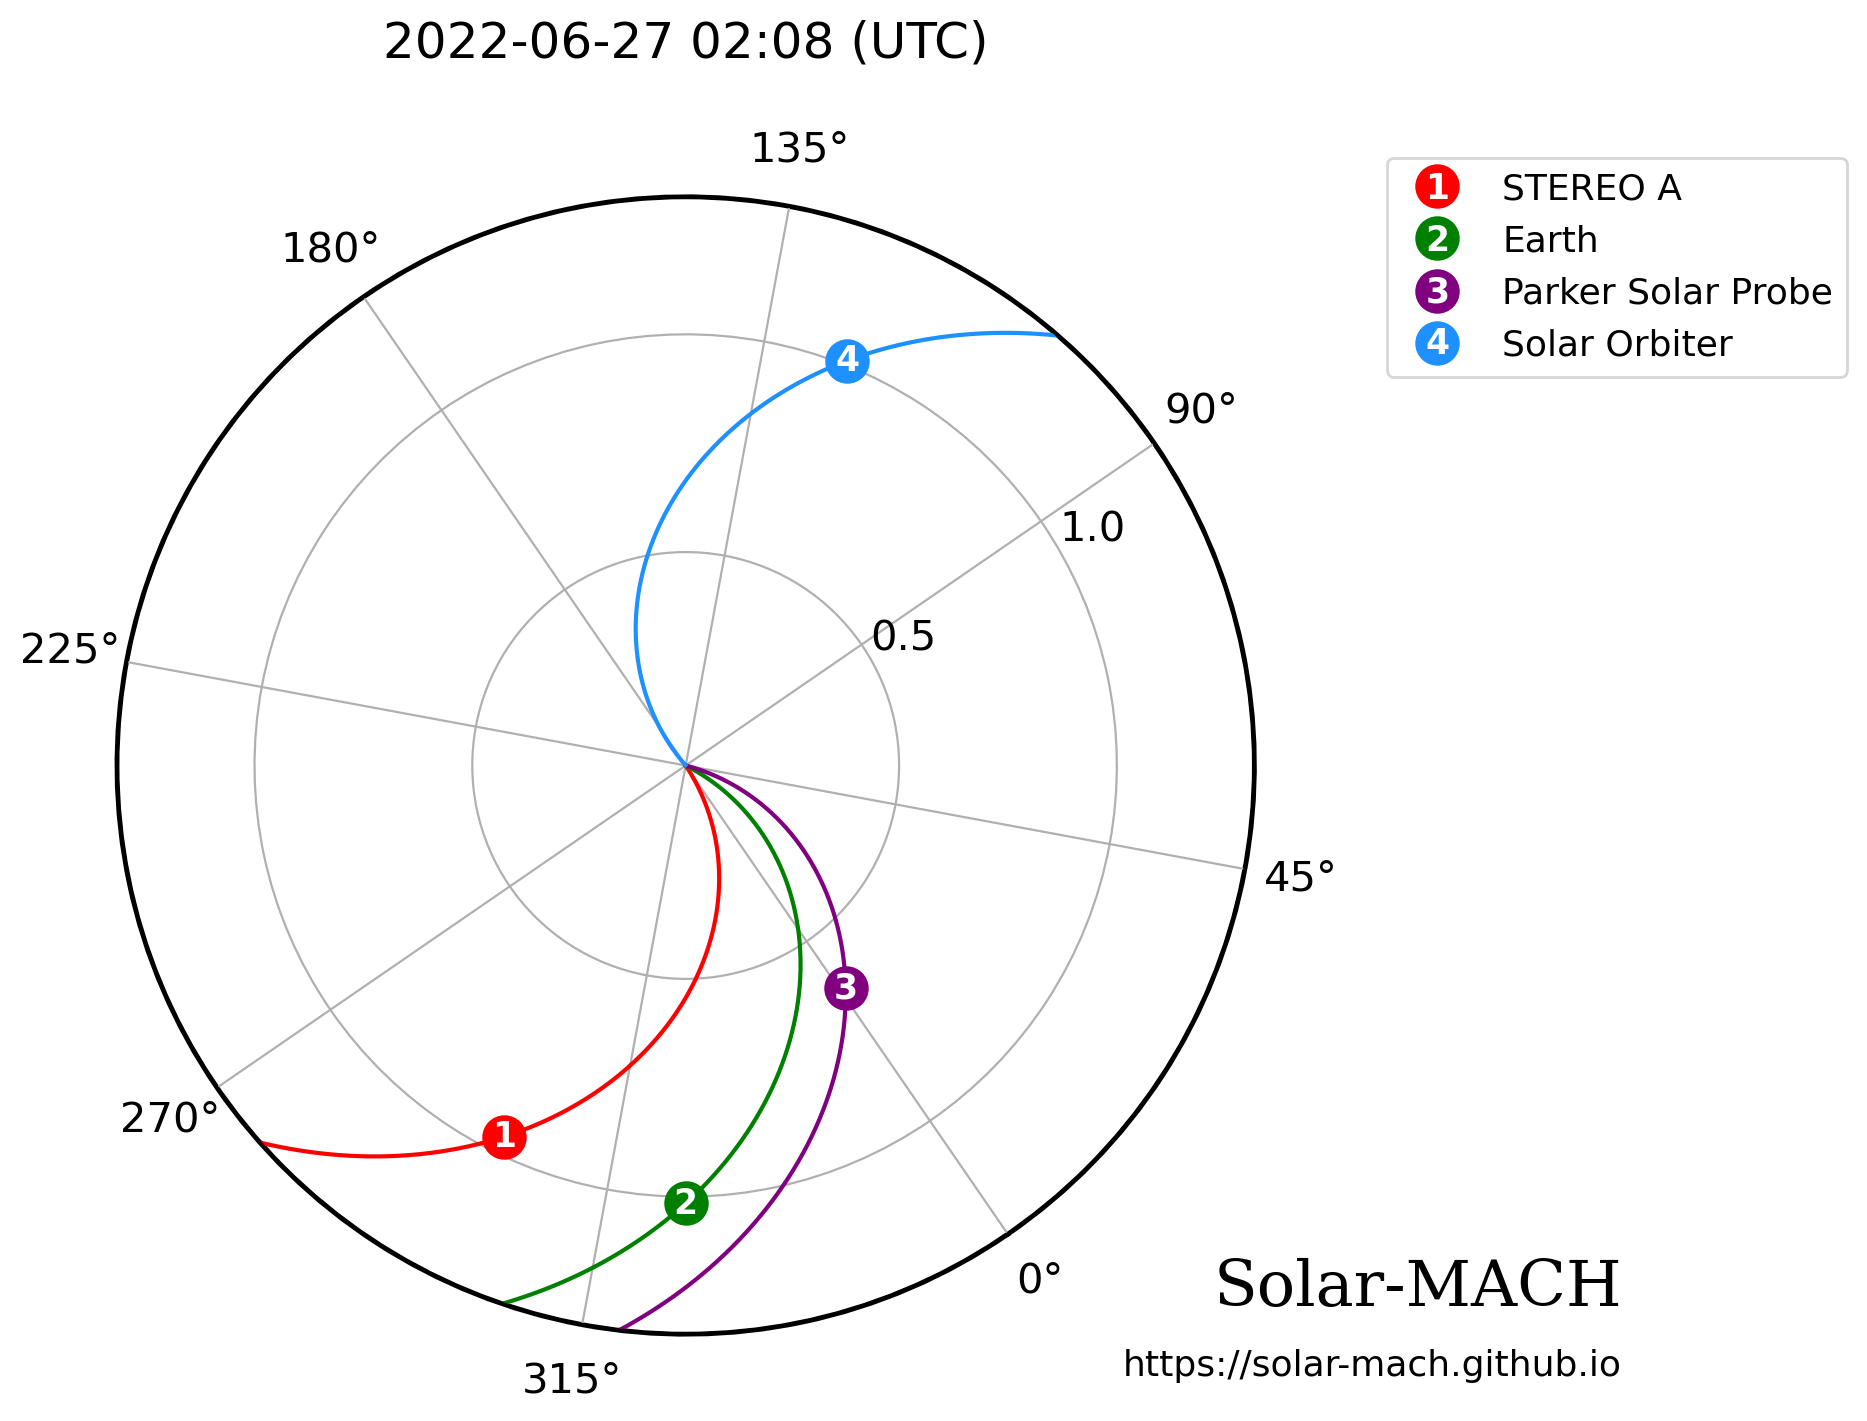 2022-06-27 02:08 (UTC)
135°
180°
90°
225°
1.0
0.5
45°
270°
0°
315°
4
3
1
2
1 STEREO A
2 Earth
3 Parker Solar Probe
4 Solar Orbiter
Solar-MACH
https://solar-mach.github.io